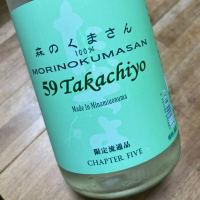 森のくまさん
100%
MORINOKUMASAN
59 Takachiyo
Made In Minamiuonuma
限定流通品
CHAPTER FIVE